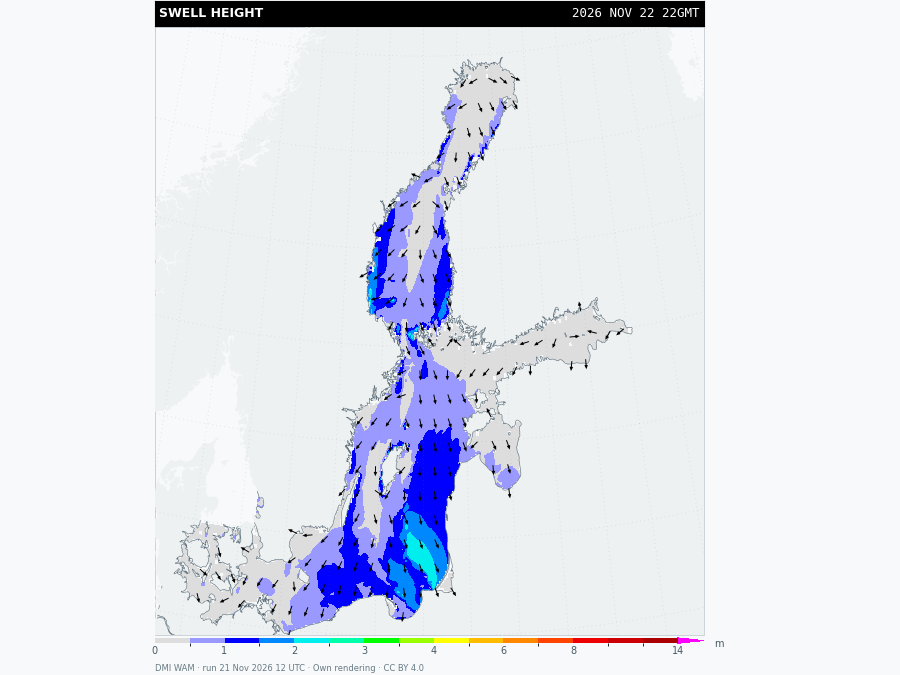 SWELL HEIGHT 2026 NOV 22 22GMT
0 1 2 3 4 6 8 14 m
DMI WAM · run 21 Nov 2026 12 UTC · Own rendering · CC BY 4.0